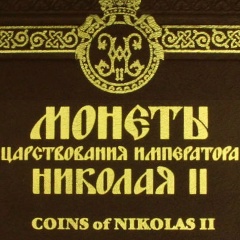 МОНЕТЫ
ЦАРСТВОВАНИЯ ИМПЕРАТОРА
НИКОЛАЯ II
COINS of NIKOLAS II